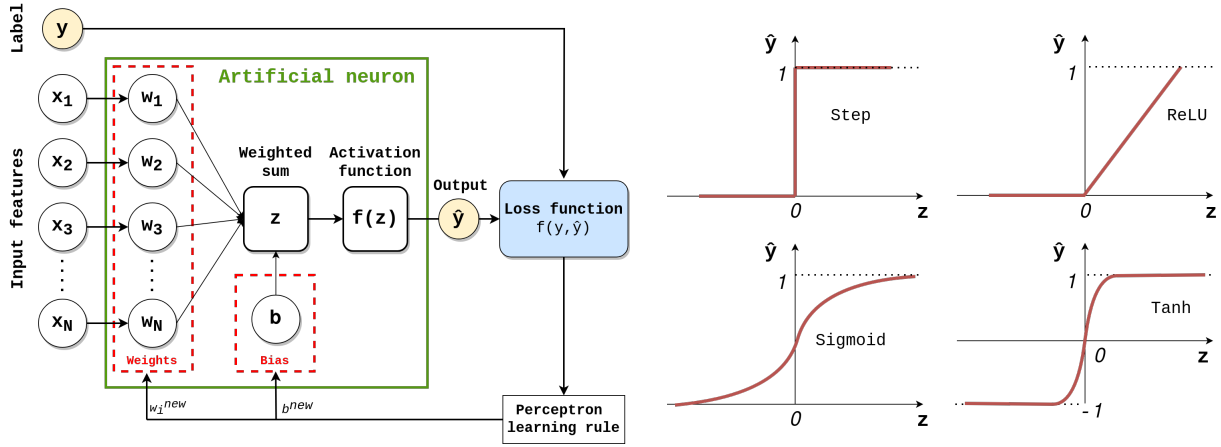 Label
y
Artificial neuron
Input features
x1
w1
x2
w2
x3
w3
xN
wN
Weights
Weighted
sum
z
Activation
function
f(z)
b
Bias
Output
ŷ
Loss function
f(y,ŷ)
Perceptron
learning rule
wi^new
b^new
ŷ
1
Step
0
z
ŷ
1
ReLU
0
z
ŷ
1
Sigmoid
0
z
ŷ
1
Tanh
0
z
-1